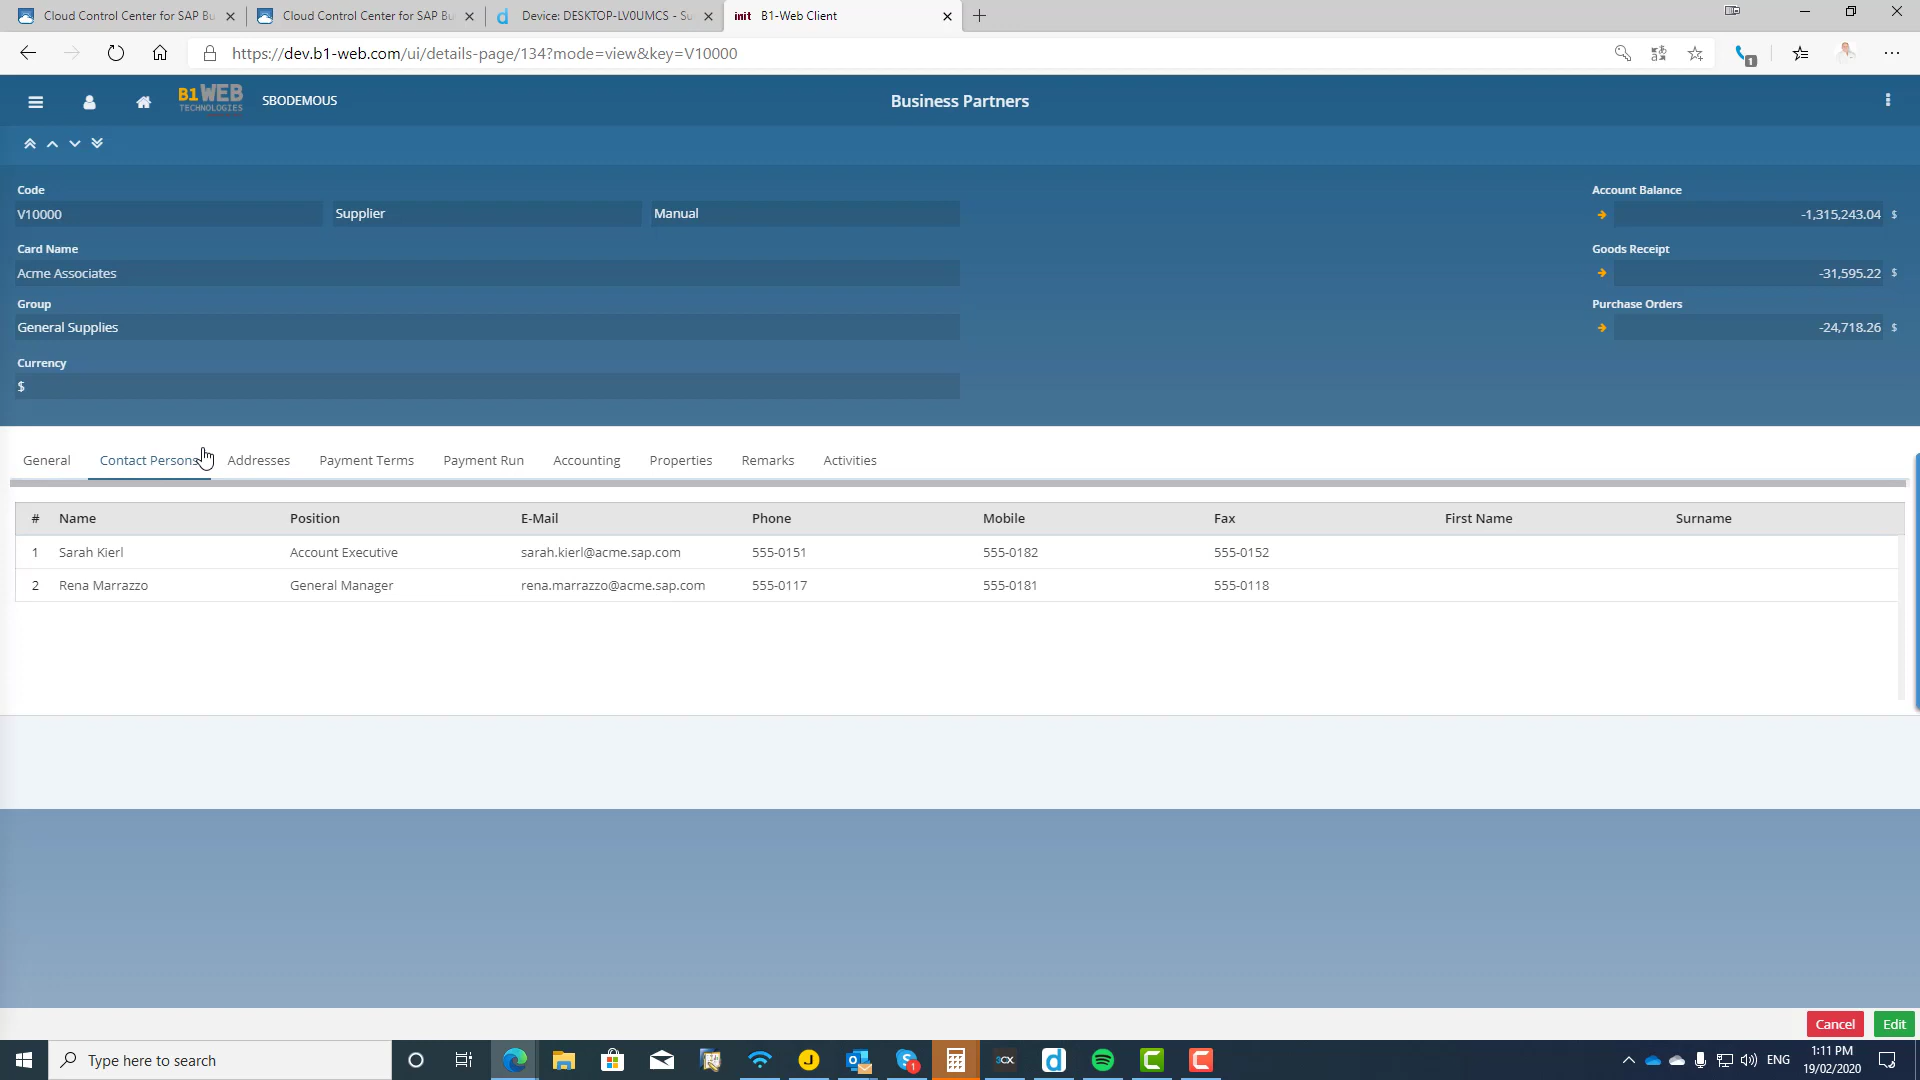 Cloud Control Center for SAP Bu
Cloud Control Center for SAP Bu
Device: DESKTOP-LV0UMCS - Su
init B1-Web Client
https://dev.b1-web.com/ui/details-page/134?mode=view&key=V10000
1
B1WEB
TECHNOLOGIES
SBODEMOUS
Business Partners
Code
V10000
Supplier
Manual
Card Name
Acme Associates
Group
General Supplies
Currency
$
Account Balance
-1,315,243.04 $
Goods Receipt
-31,595.22 $
Purchase Orders
-24,718.26 $
General Contact Persons Addresses Payment Terms Payment Run Accounting Properties Remarks Activities
# Name Position E-Mail Phone Mobile Fax First Name Surname
1 Sarah Kierl Account Executive sarah.kierl@acme.sap.com 555-0151 555-0182 555-0152
2 Rena Marrazzo General Manager rena.marrazzo@acme.sap.com 555-0117 555-0181 555-0118
Cancel Edit
Type here to search
J
1
3CX
d
ENG
1:11 PM
19/02/2020